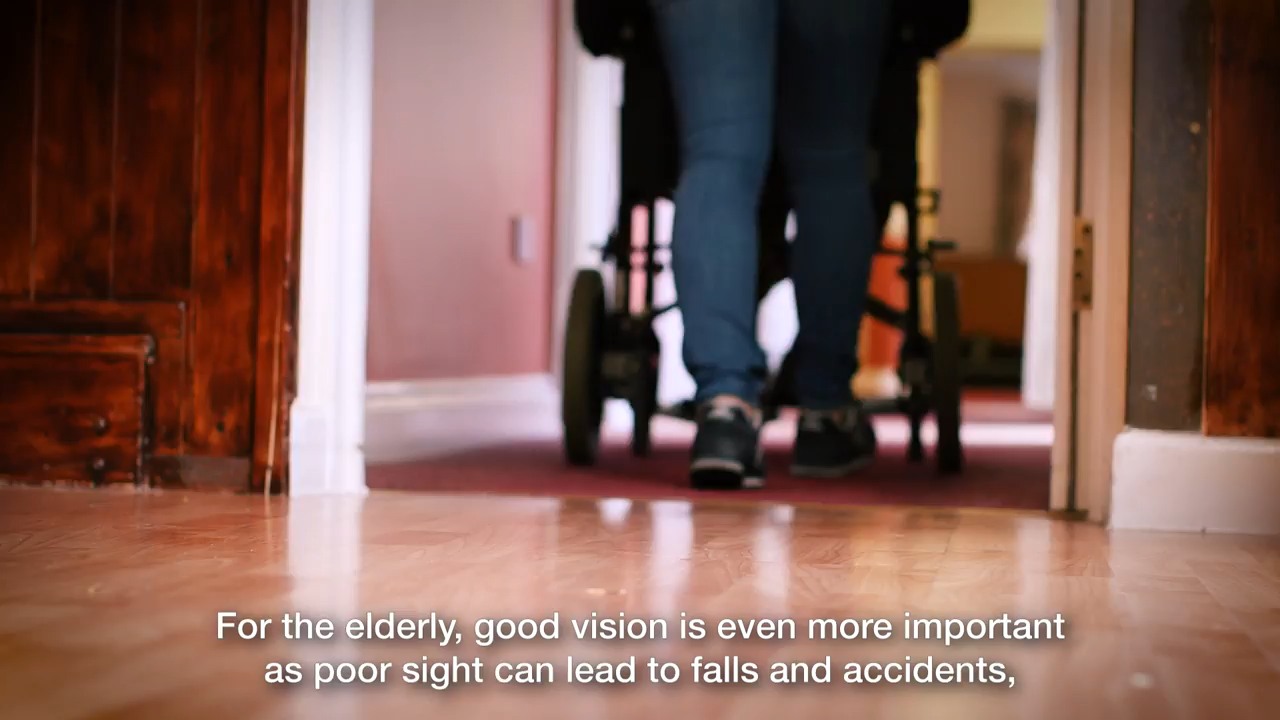 For the elderly, good vision is even more important
as poor sight can lead to falls and accidents,